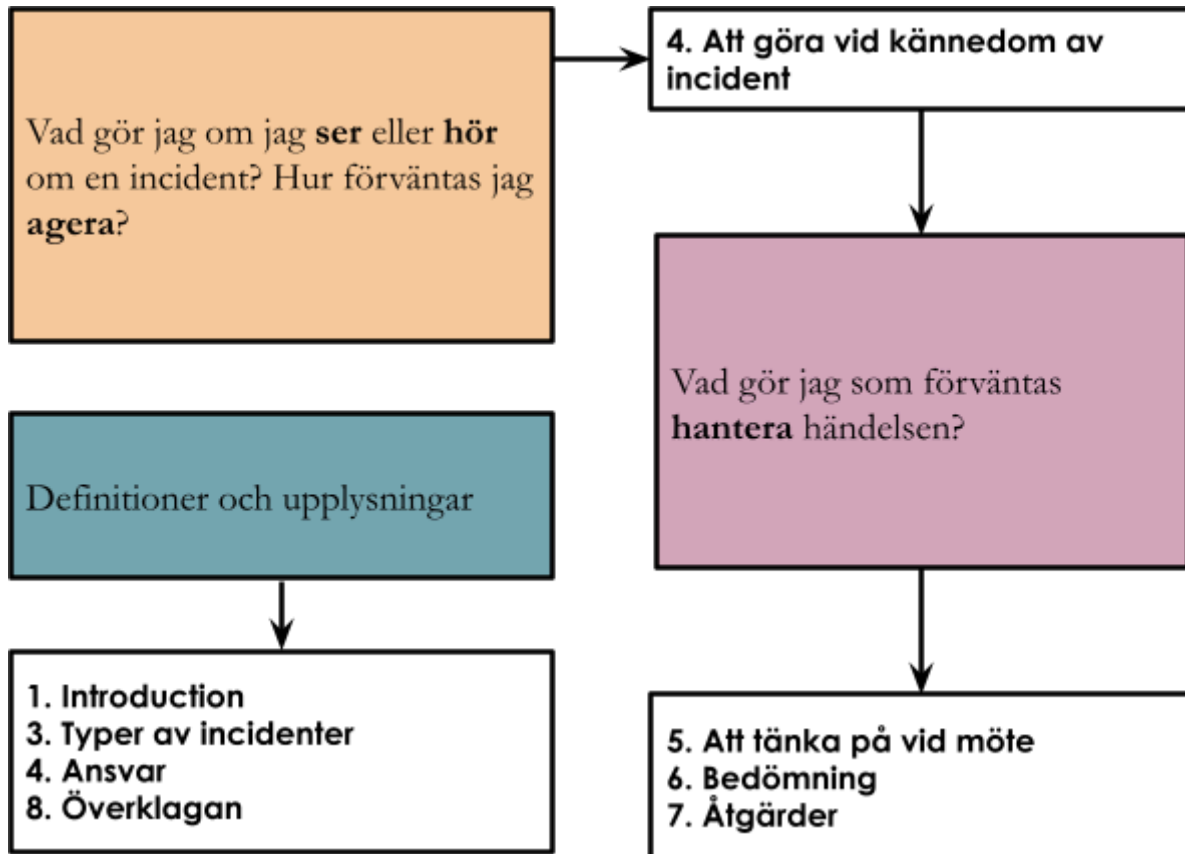 Vad gör jag om jag ser eller hör
om en incident? Hur förväntas jag
agera?
4. Att göra vid kännedom av
incident
Vad gör jag som förväntas
hantera händelsen?
Definitioner och upplysningar
1. Introduction
3. Typer av incidenter
4. Ansvar
8. Överklagan
5. Att tänka på vid möte
6. Bedömning
7. Åtgärder